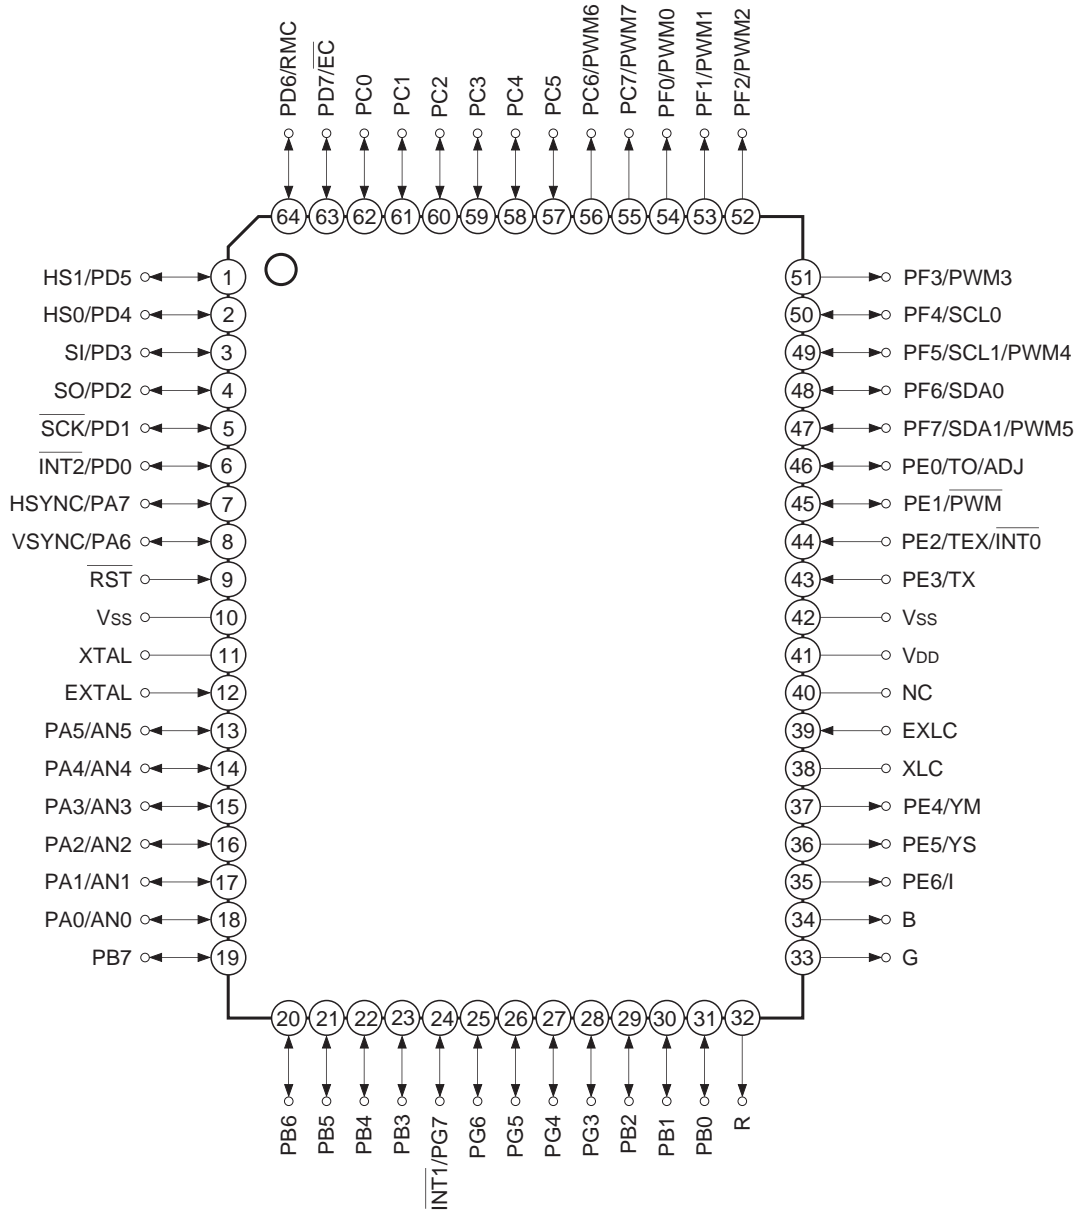 PD6/RMC
PD7/E̅C̅
PC0
PC1
PC2
PC3
PC4
PC5
PC6/PWM6
PC7/PWM7
PF0/PWM0
PF1/PWM1
PF2/PWM2
64 63 62 61 60 59 58 57 56 55 54 53 52
HS1/PD5 1
HS0/PD4 2
SI/PD3 3
SO/PD2 4
S̅C̅K̅/PD1 5
I̅N̅T̅2̅/PD0 6
HSYNC/PA7 7
VSYNC/PA6 8
R̅S̅T̅ 9
Vss 10
XTAL 11
EXTAL 12
PA5/AN5 13
PA4/AN4 14
PA3/AN3 15
PA2/AN2 16
PA1/AN1 17
PA0/AN0 18
PB7 19
51 PF3/PWM3
50 PF4/SCL0
49 PF5/SCL1/PWM4
48 PF6/SDA0
47 PF7/SDA1/PWM5
46 PE0/TO/ADJ
45 PE1/P̅W̅M̅
44 PE2/TEX/I̅N̅T̅0̅
43 PE3/TX
42 Vss
41 VDD
40 NC
39 EXLC
38 XLC
37 PE4/YM
36 PE5/YS
35 PE6/I
34 B
33 G
20 21 22 23 24 25 26 27 28 29 30 31 32
PB6
PB5
PB4
PB3
I̅N̅T̅1̅/PG7
PG6
PG5
PG4
PG3
PB2
PB1
PB0
R